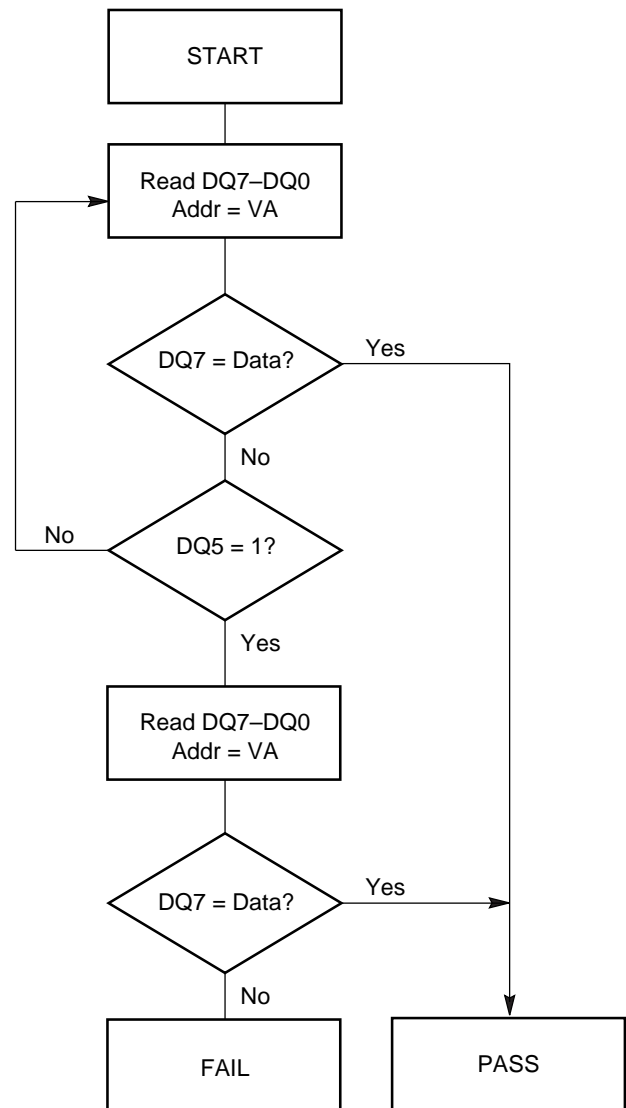 START
Read DQ7–DQ0
Addr = VA
DQ7 = Data?
Yes
No
No
DQ5 = 1?
Yes
Read DQ7–DQ0
Addr = VA
DQ7 = Data?
Yes
No
FAIL
PASS